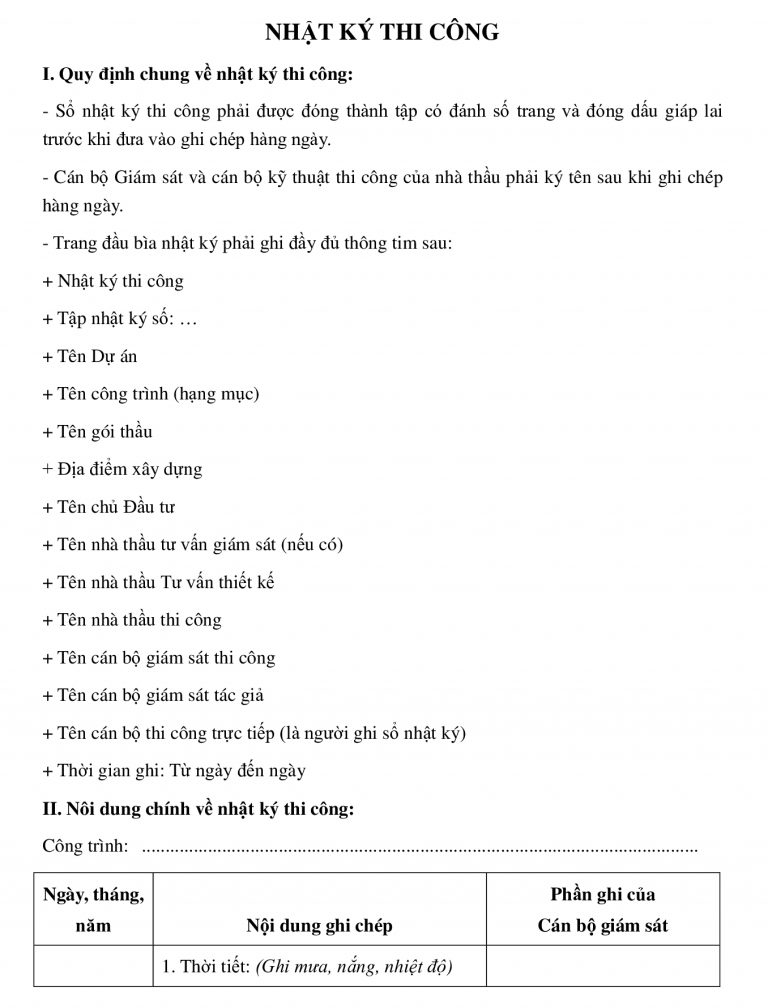 NHẬT KÝ THI CÔNG
I. Quy định chung về nhật ký thi công:
- Sổ nhật ký thi công phải được đóng thành tập có đánh số trang và đóng dấu giáp lai
trước khi đưa vào ghi chép hàng ngày.
- Cán bộ Giám sát và cán bộ kỹ thuật thi công của nhà thầu phải ký tên sau khi ghi chép
hàng ngày.
- Trang đầu bìa nhật ký phải ghi đầy đủ thông tim sau:
+ Nhật ký thi công
+ Tập nhật ký số: …
+ Tên Dự án
+ Tên công trình (hạng mục)
+ Tên gói thầu
+ Địa điểm xây dựng
+ Tên chủ Đầu tư
+ Tên nhà thầu tư vấn giám sát (nếu có)
+ Tên nhà thầu Tư vấn thiết kế
+ Tên nhà thầu thi công
+ Tên cán bộ giám sát thi công
+ Tên cán bộ giám sát tác giả
+ Tên cán bộ thi công trực tiếp (là người ghi sổ nhật ký)
+ Thời gian ghi: Từ ngày đến ngày
II. Nôi dung chính về nhật ký thi công:
Công trình: ......................................................................................................................
Ngày, tháng,
năm
Nội dung ghi chép
Phần ghi của
Cán bộ giám sát
1. Thời tiết: (Ghi mưa, nắng, nhiệt độ)